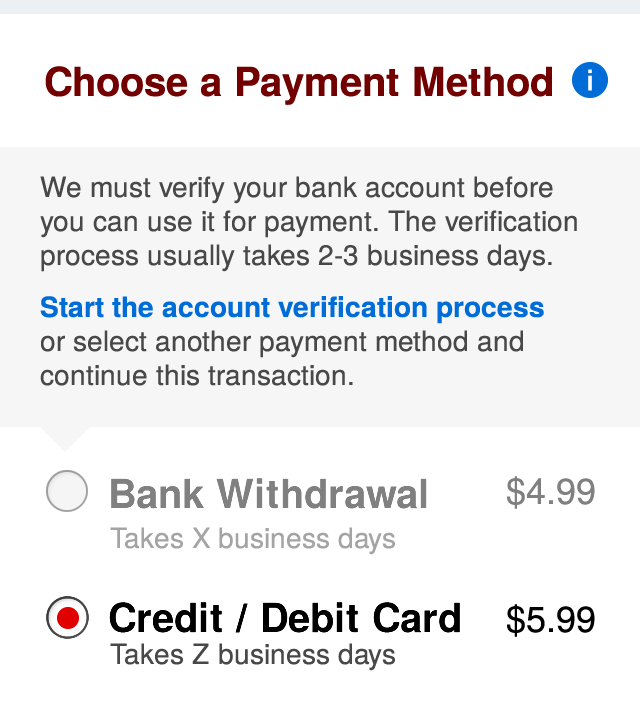 Choose a Payment Method i
We must verify your bank account before
you can use it for payment. The verification
process usually takes 2-3 business days.
Start the account verification process
or select another payment method and
continue this transaction.
Bank Withdrawal $4.99
Takes X business days
Credit / Debit Card $5.99
Takes Z business days